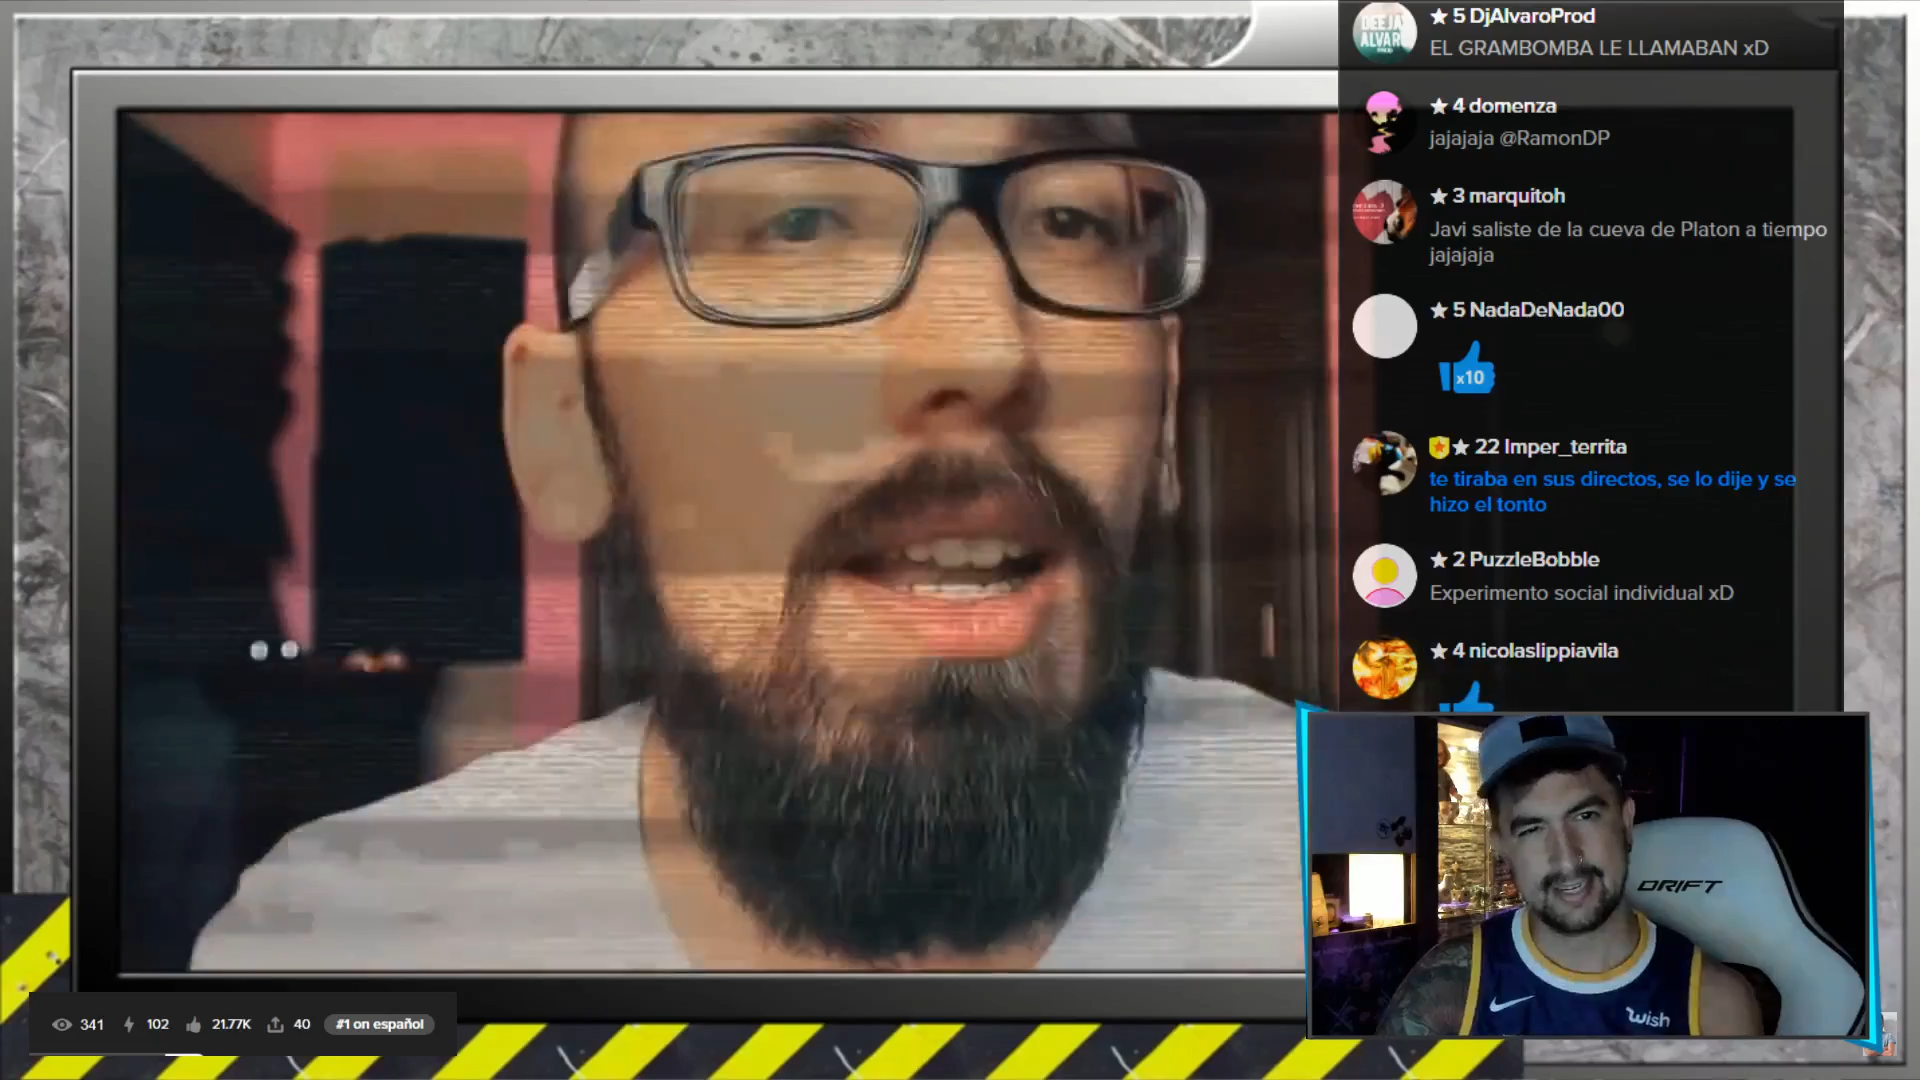 DEEJA
ALVAR
5 DjAlvaroProd
EL GRAMBOMBA LE LLAMABAN xD
4 domenza
jajajaja @RamonDP
3 marquitoh
Javi saliste de la cueva de Platon a tiempo
jajajaja
5 NadaDeNada00
x10
22 Imper_territa
te tiraba en sus directos, se lo dije y se
hizo el tonto
2 PuzzleBobble
Experimento social individual xD
4 nicolaslippiavila
DRIFT
wish
341 102 21.77K 40 #1 on español